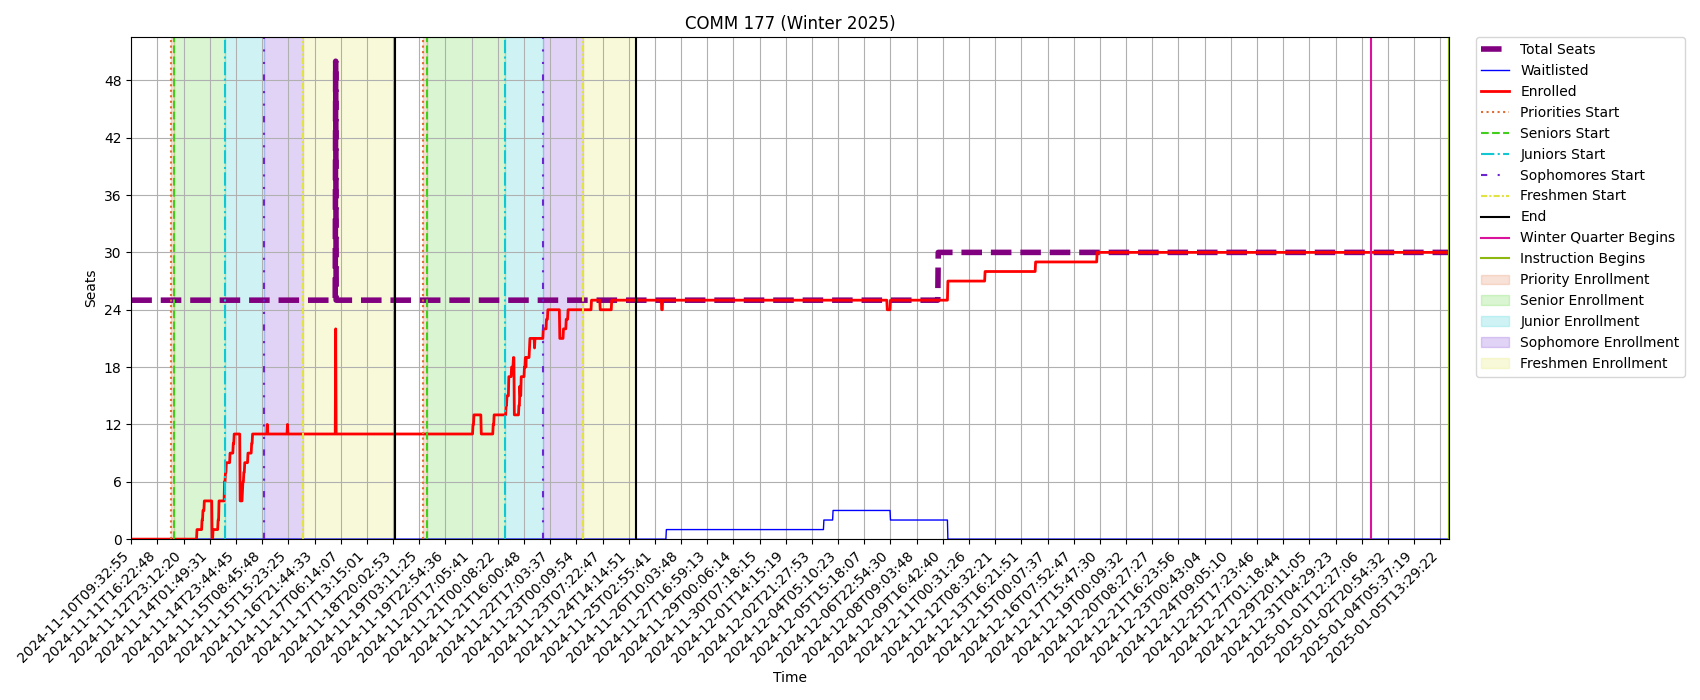 COMM 177 (Winter 2025)
Seats
48
42
36
30
24
18
12
6
0
2024-11-10T09:32:55
2024-11-11T16:22:48
2024-11-12T23:12:20
2024-11-14T01:49:31
2024-11-14T23:44:45
2024-11-15T08:45:48
2024-11-15T15:23:25
2024-11-16T21:44:33
2024-11-17T06:14:07
2024-11-17T13:15:01
2024-11-18T20:02:53
2024-11-19T03:11:25
2024-11-19T22:54:36
2024-11-20T17:05:41
2024-11-21T00:08:22
2024-11-21T16:00:48
2024-11-22T17:03:37
2024-11-23T00:09:54
2024-11-23T07:22:47
2024-11-24T14:14:51
2024-11-25T02:55:41
2024-11-26T10:03:48
2024-11-27T16:59:13
2024-11-29T00:06:14
2024-11-30T07:18:15
2024-12-01T14:15:19
2024-12-02T21:27:53
2024-12-04T05:10:23
2024-12-05T15:18:07
2024-12-06T22:54:30
2024-12-08T09:03:48
2024-12-09T16:42:40
2024-12-11T00:31:26
2024-12-12T08:32:21
2024-12-13T16:21:51
2024-12-15T00:07:37
2024-12-16T07:52:47
2024-12-17T15:47:30
2024-12-19T00:09:32
2024-12-20T08:27:27
2024-12-21T16:23:56
2024-12-23T00:43:04
2024-12-24T09:05:10
2024-12-25T17:23:46
2024-12-27T01:18:44
2024-12-29T20:11:05
2024-12-31T04:29:23
2025-01-01T12:27:06
2025-01-02T20:54:32
2025-01-04T05:37:19
2025-01-05T13:29:22
Time
Total Seats
Waitlisted
Enrolled
Priorities Start
Seniors Start
Juniors Start
Sophomores Start
Freshmen Start
End
Winter Quarter Begins
Instruction Begins
Priority Enrollment
Senior Enrollment
Junior Enrollment
Sophomore Enrollment
Freshmen Enrollment